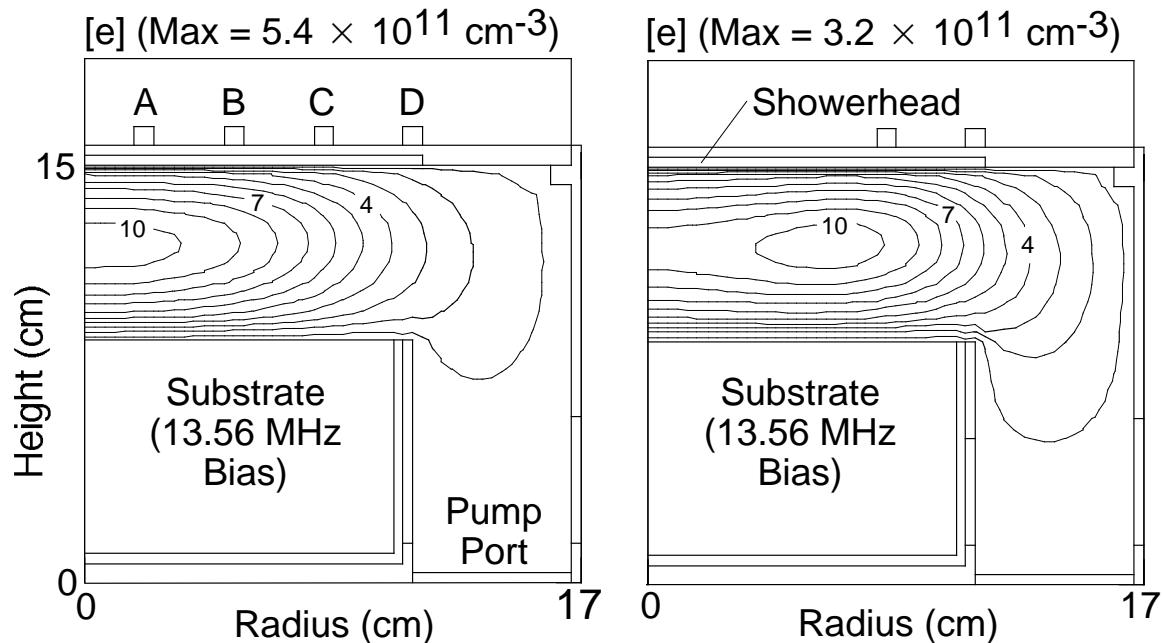 [e] (Max = 5.4 × 10¹¹ cm⁻³)
A B C D
15
10
7
4
Height (cm)
Substrate
(13.56 MHz
Bias)
Pump
Port
0
0
17
Radius (cm)
[e] (Max = 3.2 × 10¹¹ cm⁻³)
Showerhead
10
7
4
Substrate
(13.56 MHz
Bias)
0
17
Radius (cm)